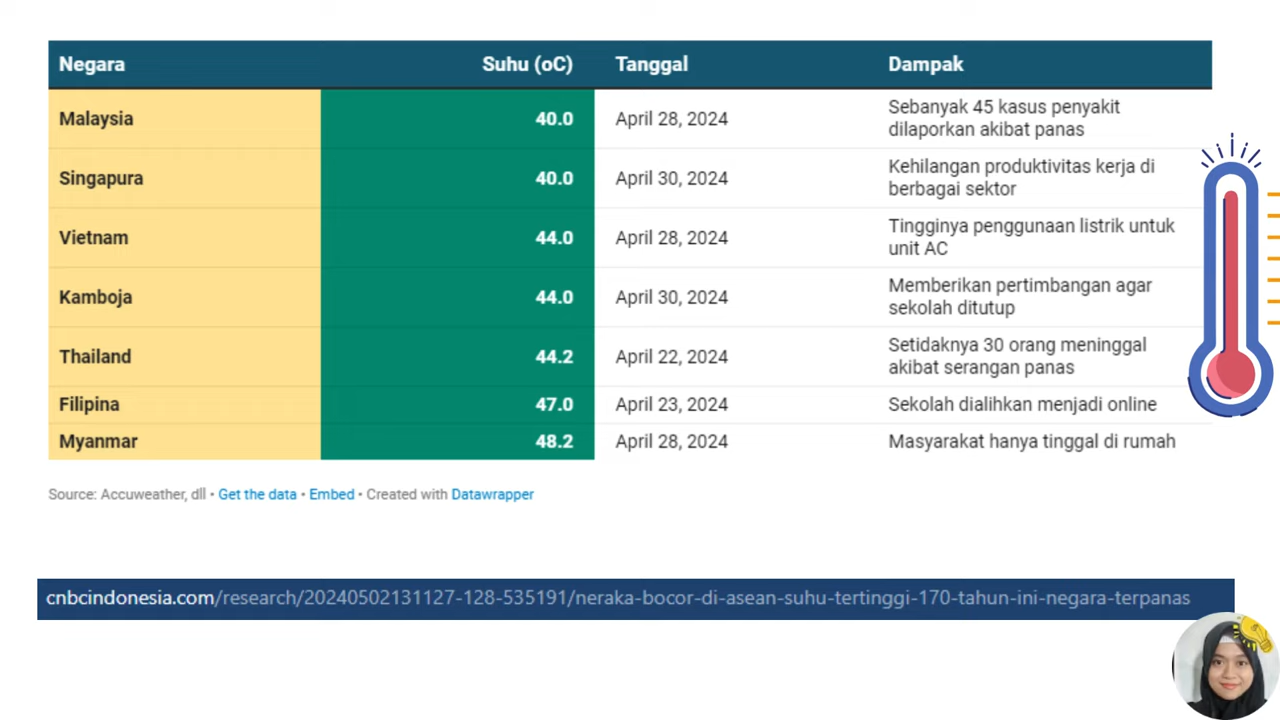 Negara Suhu (oC) Tanggal Dampak
Malaysia 40.0 April 28, 2024 Sebanyak 45 kasus penyakit
dilaporkan akibat panas
Singapura 40.0 April 30, 2024 Kehilangan produktivitas kerja di
berbagai sektor
Vietnam 44.0 April 28, 2024 Tingginya penggunaan listrik untuk
unit AC
Kamboja 44.0 April 30, 2024 Memberikan pertimbangan agar
sekolah ditutup
Thailand 44.2 April 22, 2024 Setidaknya 30 orang meninggal
akibat serangan panas
Filipina 47.0 April 23, 2024 Sekolah dialihkan menjadi online
Myanmar 48.2 April 28, 2024 Masyarakat hanya tinggal di rumah
Source: Accuweather, dll • Get the data • Embed • Created with Datawrapper
cnbcindonesia.com/research/20240502131127-128-535191/neraka-bocor-di-asean-suhu-tertinggi-170-tahun-ini-negara-terpanas